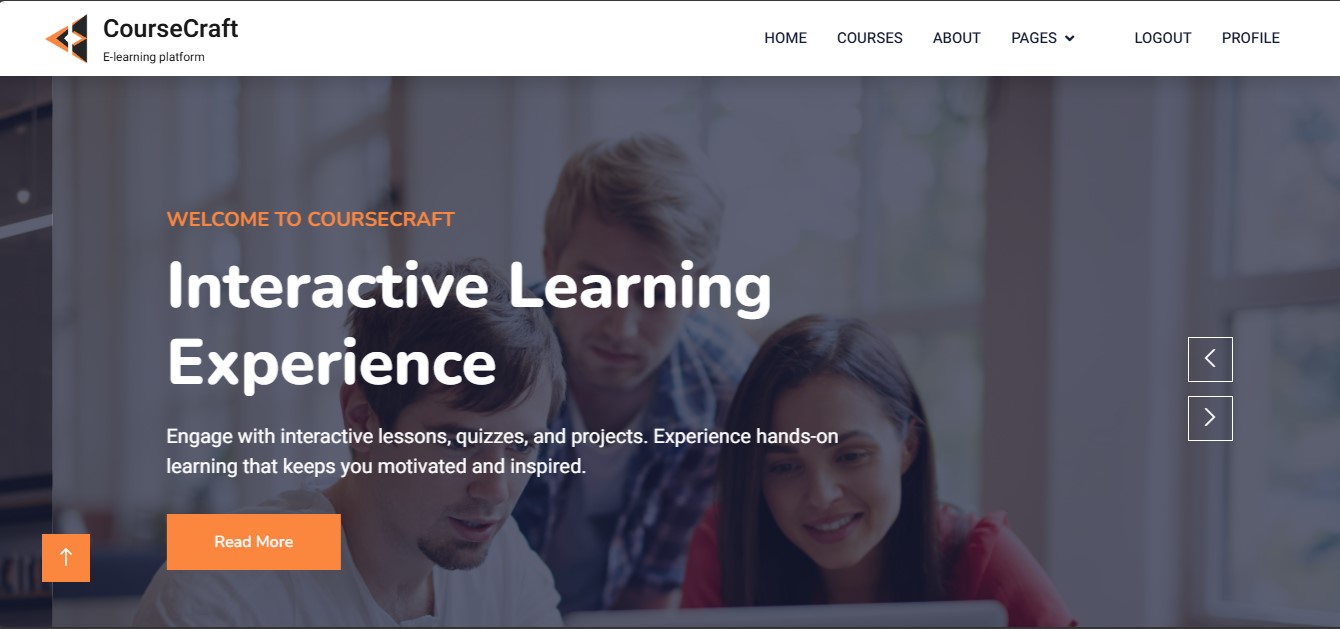 CourseCraft
E-learning platform
HOME COURSES ABOUT PAGES LOGOUT PROFILE
WELCOME TO COURSECRAFT
Interactive Learning
Experience
Engage with interactive lessons, quizzes, and projects. Experience hands-on
learning that keeps you motivated and inspired.
Read More